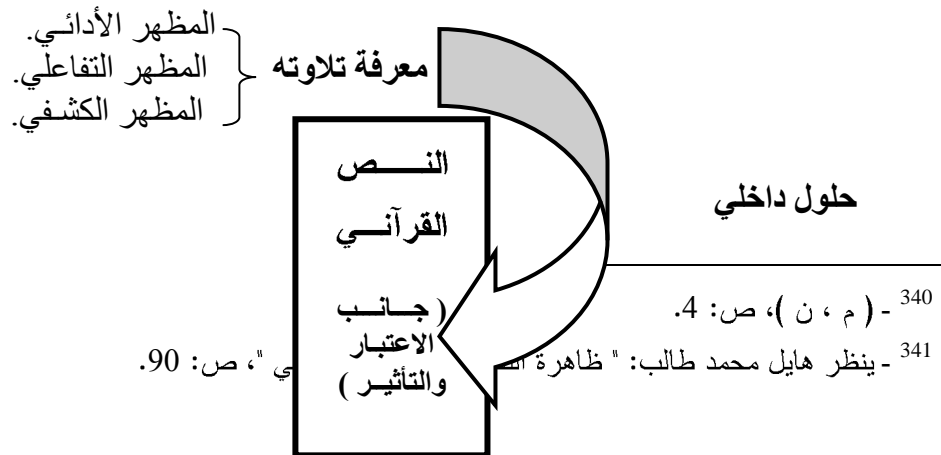 المظهر الأدائي.
المظهر التفاعلي.
المظهر الكشفي.
معرفة تلاوته
النص
القرآني
( جانب
الاعتبار
والتأثير )
حلول داخلي
340 - ( م ، ن )، ص: 4.
341 - ينظر هايل محمد طالب: " ظاهرة ي "، ص: 90.